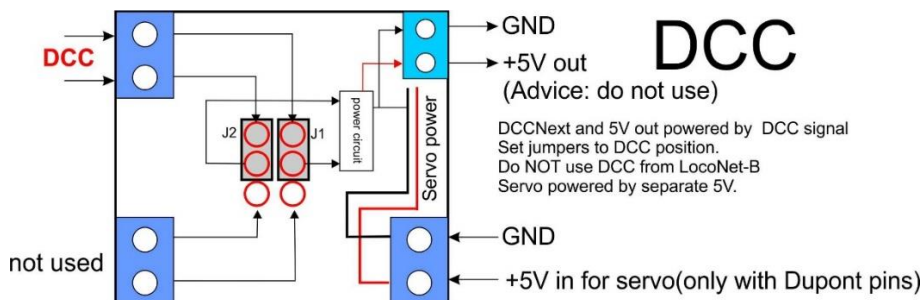 GND
DCC
DCC
+5V out
(Advice: do not use)
J2
J1
power circuit
Servo power
DCCNext and 5V out powered by DCC signal
Set jumpers to DCC position.
Do NOT use DCC from LocoNet-B
Servo powered by separate 5V.
GND
not used
+5V in for servo(only with Dupont pins)